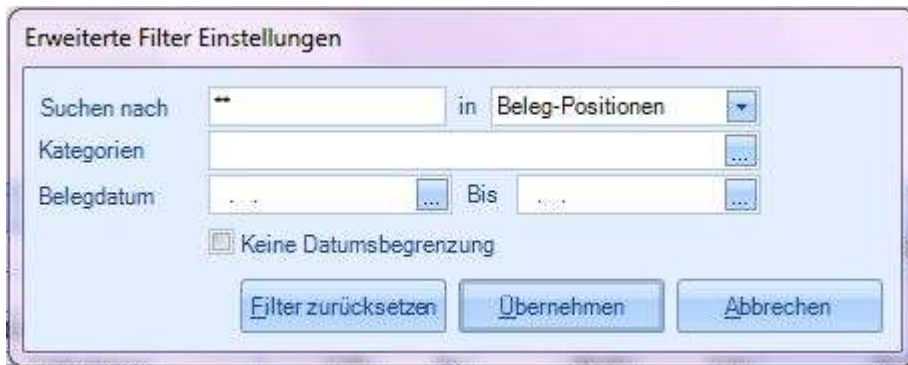 Erweiterte Filter Einstellungen
Suchen nach ** in Beleg-Positionen
Kategorien ...
Belegdatum . . ... Bis . . ...
Keine Datumsbegrenzung
Filter zurücksetzen Übernehmen Abbrechen